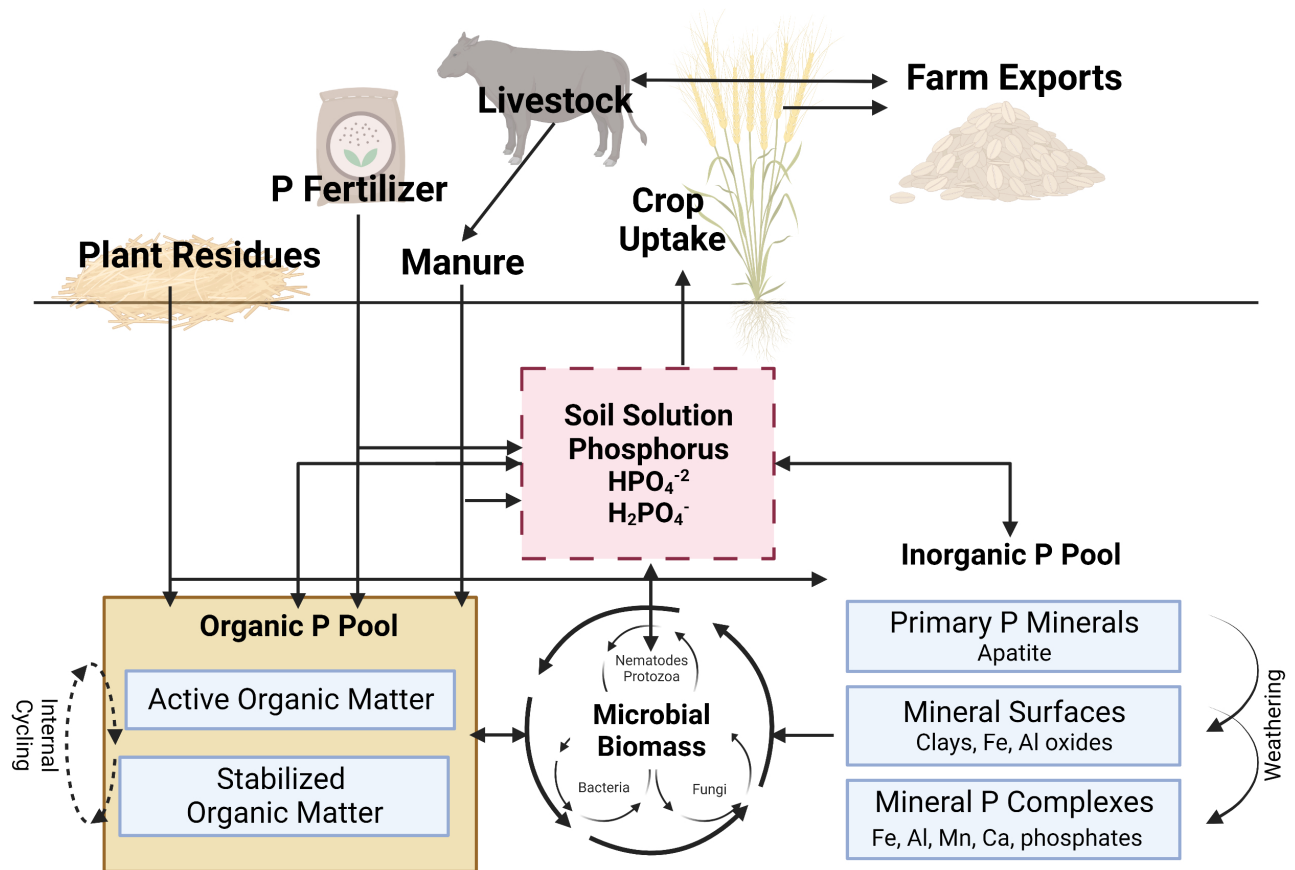 Livestock
Farm Exports
P Fertilizer
Crop
Uptake
Plant Residues
Manure
Soil Solution
Phosphorus
HPO₄⁻²
H₂PO₄⁻
Inorganic P Pool
Organic P Pool
Primary P Minerals
Apatite
Nematodes
Protozoa
Active Organic Matter
Microbial
Biomass
Mineral Surfaces
Clays, Fe, Al oxides
Internal
Cycling
Weathering
Stabilized
Organic Matter
Bacteria
Fungi
Mineral P Complexes
Fe, Al, Mn, Ca, phosphates